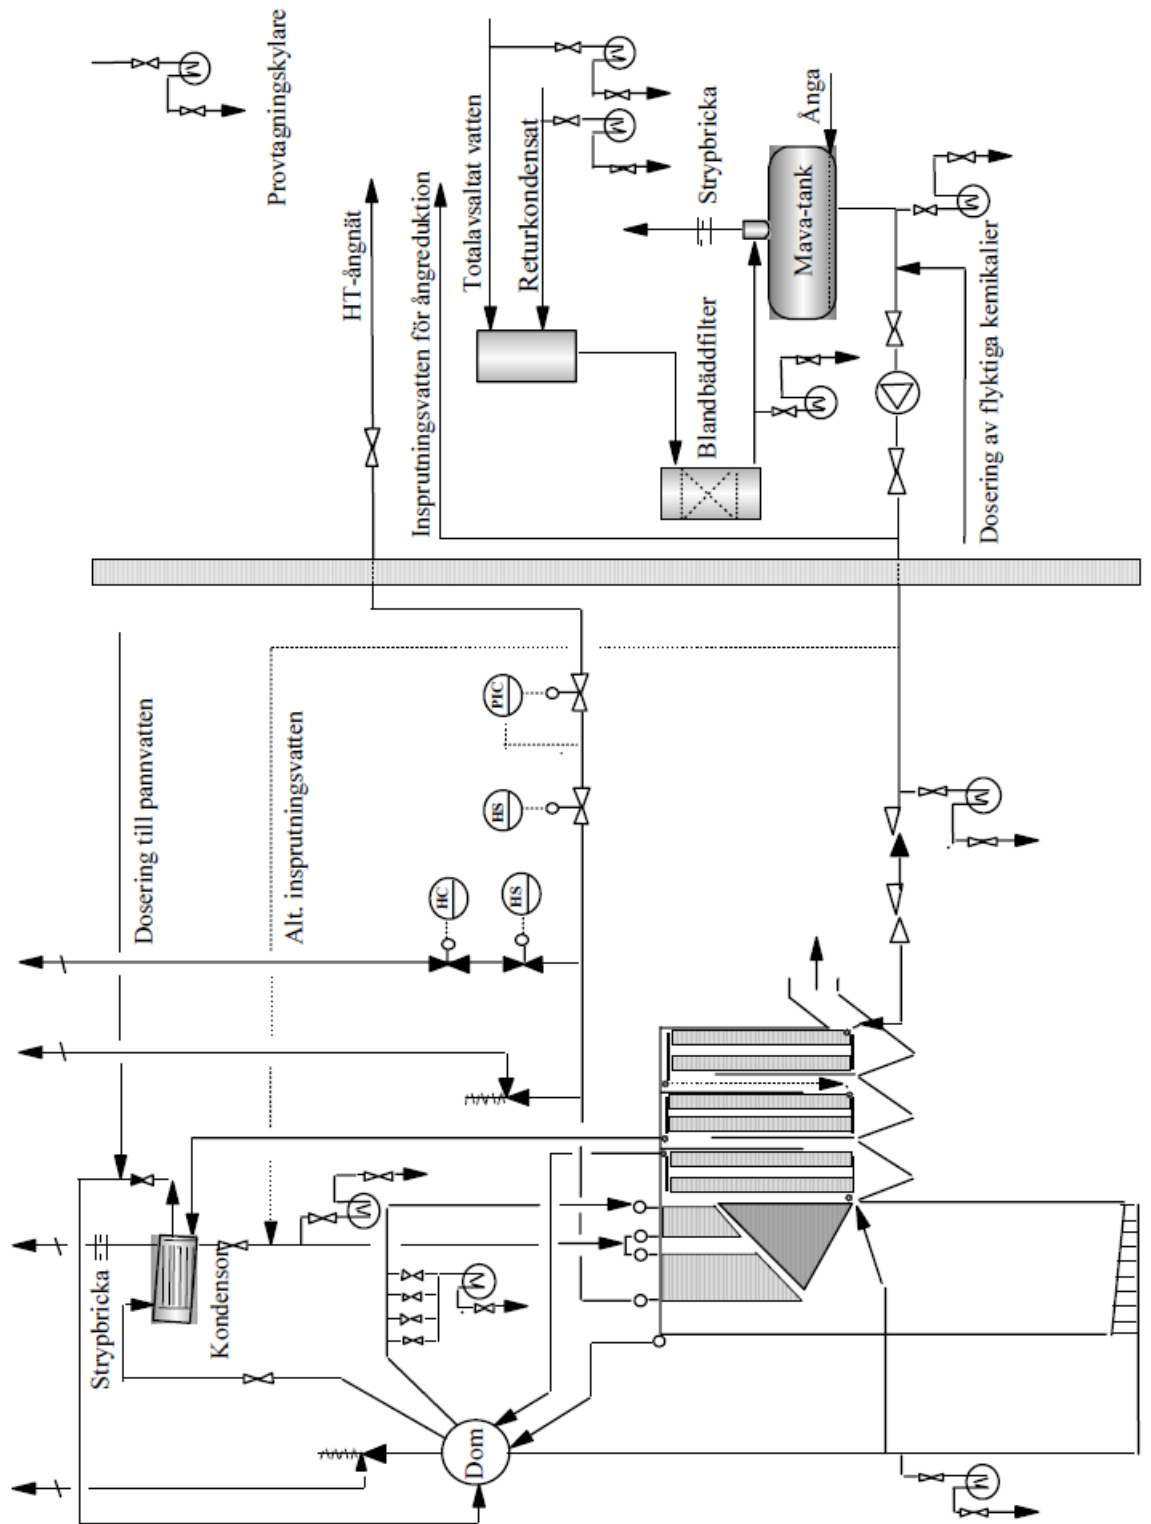 Provtagningskylare
M
HT-ångnät
Insprutningsvatten för ångreduktion
Totalavsaltat vatten
Returkondensat
M
M
Strypbricka
Ånga
Mava-tank
M
Blandbäddfilter
M
Dosering av flyktiga kemikalier
Dosering till pannvatten
Alt. insprutningsvatten
PIC
HS
HC
HS
M
Strypbricka
Kondensor
M
M
Dom
M